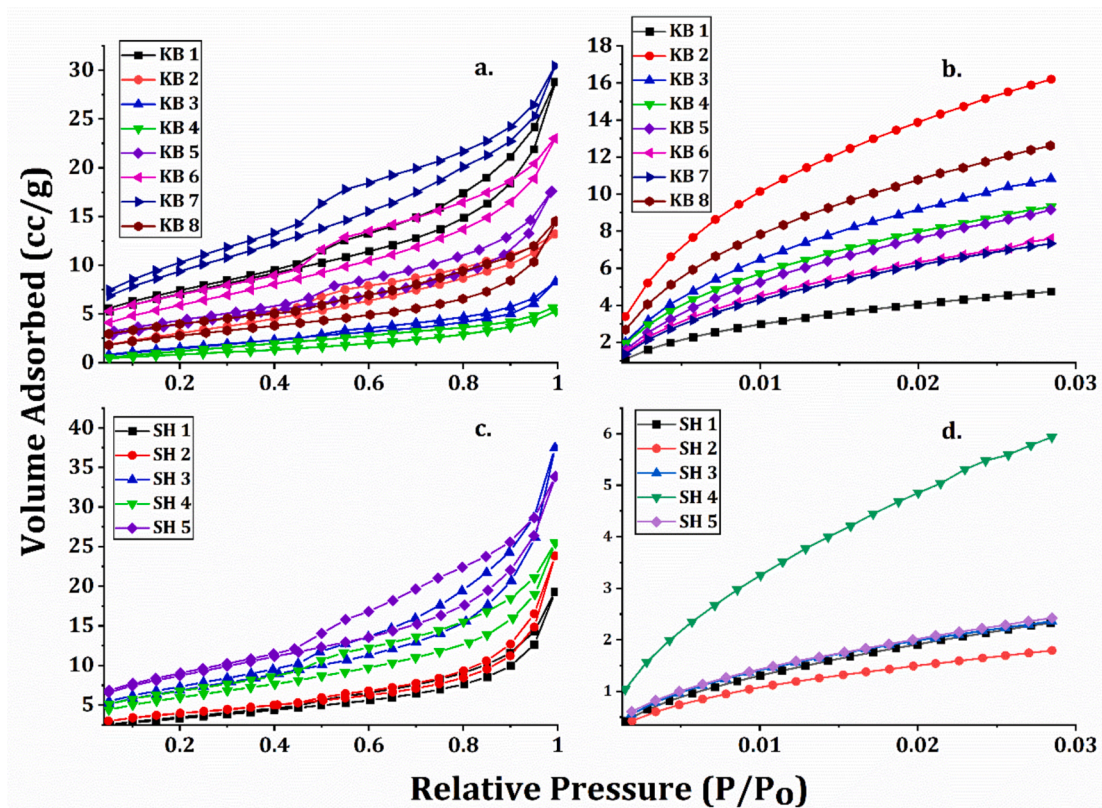 Volume Adsorbed (cc/g)
a.
KB 1
KB 2
KB 3
KB 4
KB 5
KB 6
KB 7
KB 8
30
25
20
15
10
5
0
0.2
0.4
0.6
0.8
1
b.
KB 1
KB 2
KB 3
KB 4
KB 5
KB 6
KB 7
KB 8
18
16
14
12
10
8
6
4
2
0.01
0.02
0.03
c.
SH 1
SH 2
SH 3
SH 4
SH 5
40
35
30
25
20
15
10
5
0.2
0.4
0.6
0.8
1
d.
SH 1
SH 2
SH 3
SH 4
SH 5
6
5
4
3
2
1
0.01
0.02
0.03
Relative Pressure (P/PO)